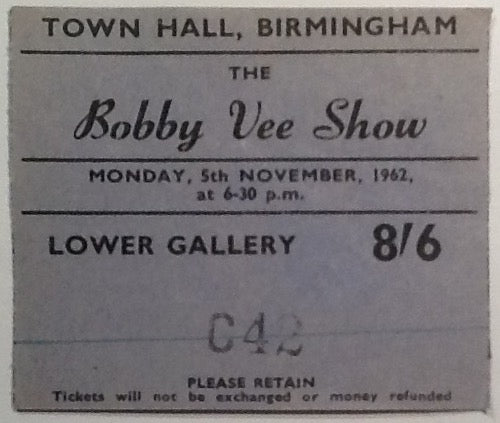 TOWN HALL, BIRMINGHAM
THE
Bobby Vee Show
MONDAY, 5th NOVEMBER, 1962,
at 6-30 p.m.
LOWER GALLERY 8/6
C42
PLEASE RETAIN
Tickets will not be exchanged or money refunded